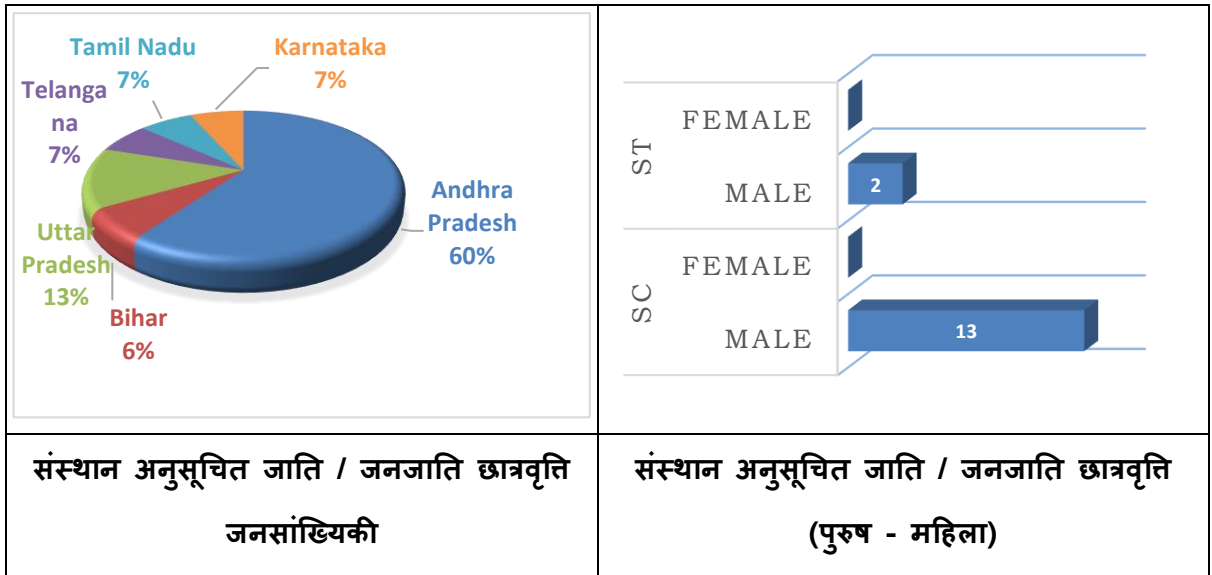 Tamil Nadu
7%
Karnataka
7%
Telanga
na
7%
Andhra
Pradesh
60%
Uttar
Pradesh
13%
Bihar
6%
ST
FEMALE
MALE
2
SC
FEMALE
MALE
13
संस्थान अनुसूचित जाति / जनजाति छात्रवृत्ति
जनसांख्यिकी
संस्थान अनुसूचित जाति / जनजाति छात्रवृत्ति
(पुरुष - महिला)